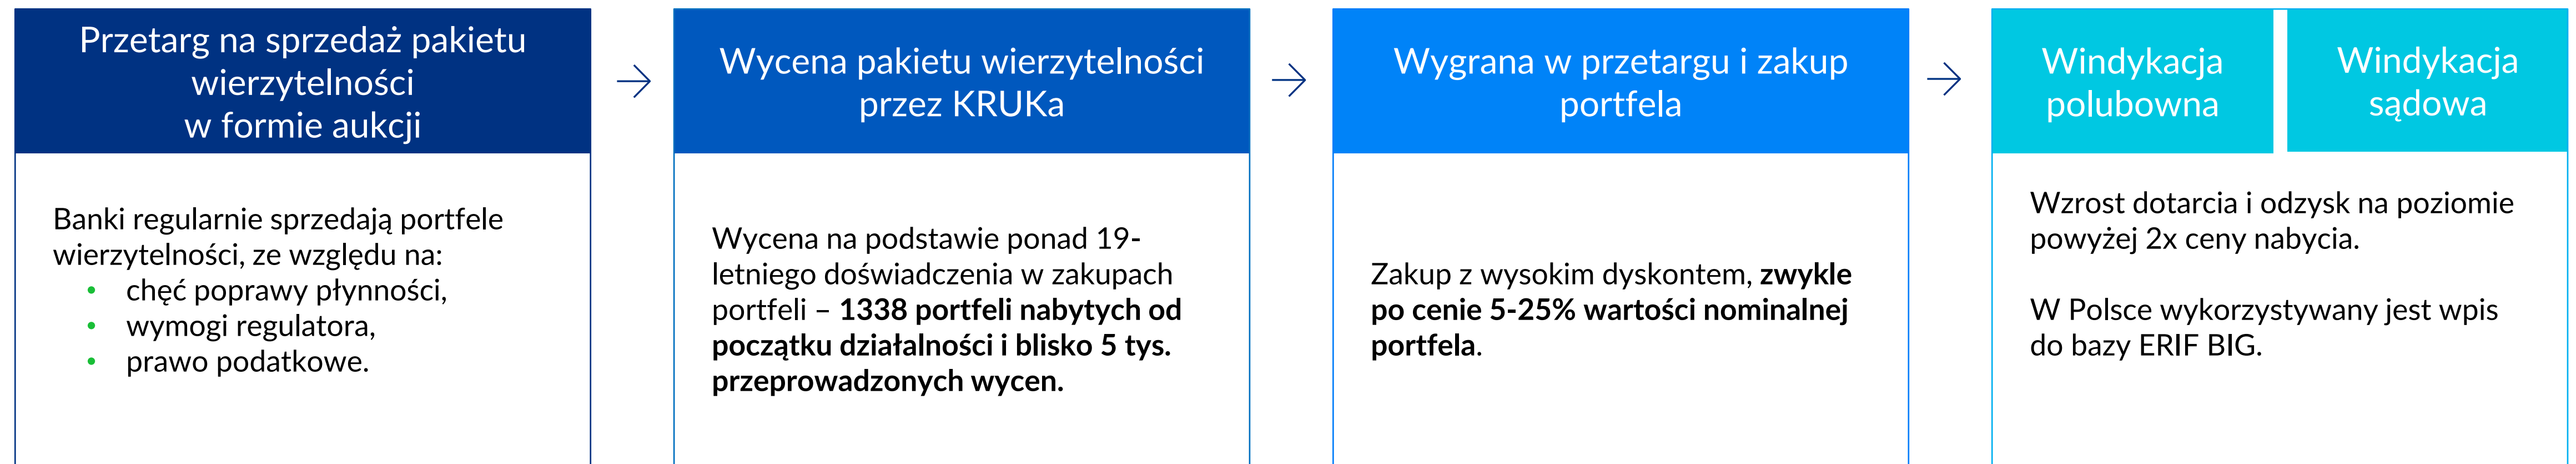 Przetarg na sprzedaż pakietu
wierzytelności
w formie aukcji
Banki regularnie sprzedają portfele
wierzytelności, ze względu na:
• chęć poprawy płynności,
• wymogi regulatora,
• prawo podatkowe.
Wycena pakietu wierzytelności
przez KRUKa
Wycena na podstawie ponad 19-
letniego doświadczenia w zakupach
portfeli – 1338 portfeli nabytych od
początku działalności i blisko 5 tys.
przeprowadzonych wycen.
Wygrana w przetargu i zakup
portfela
Zakup z wysokim dyskontem, zwykle
po cenie 5-25% wartości nominalnej
portfela.
Windykacja
polubowna
Windykacja
sądowa
Wzrost dotarcia i odzysk na poziomie
powyżej 2x ceny nabycia.
W Polsce wykorzystywany jest wpis
do bazy ERIF BIG.